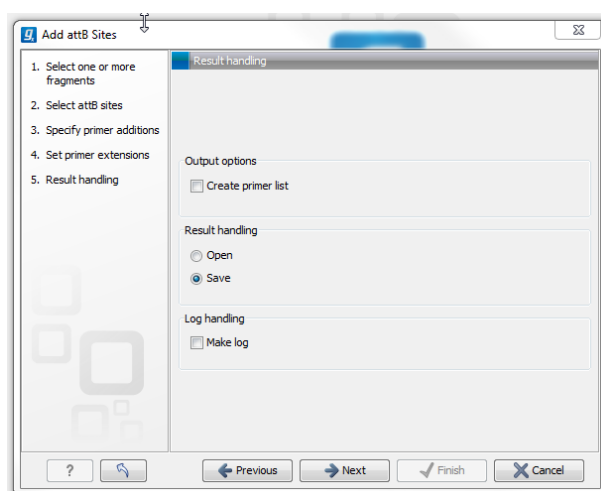 Add attB Sites
1. Select one or more
fragments
2. Select attB sites
3. Specify primer additions
4. Set primer extensions
5. Result handling
Result handling
Output options
Create primer list
Result handling
Open
Save
Log handling
Make log
?
Previous
Next
Finish
Cancel